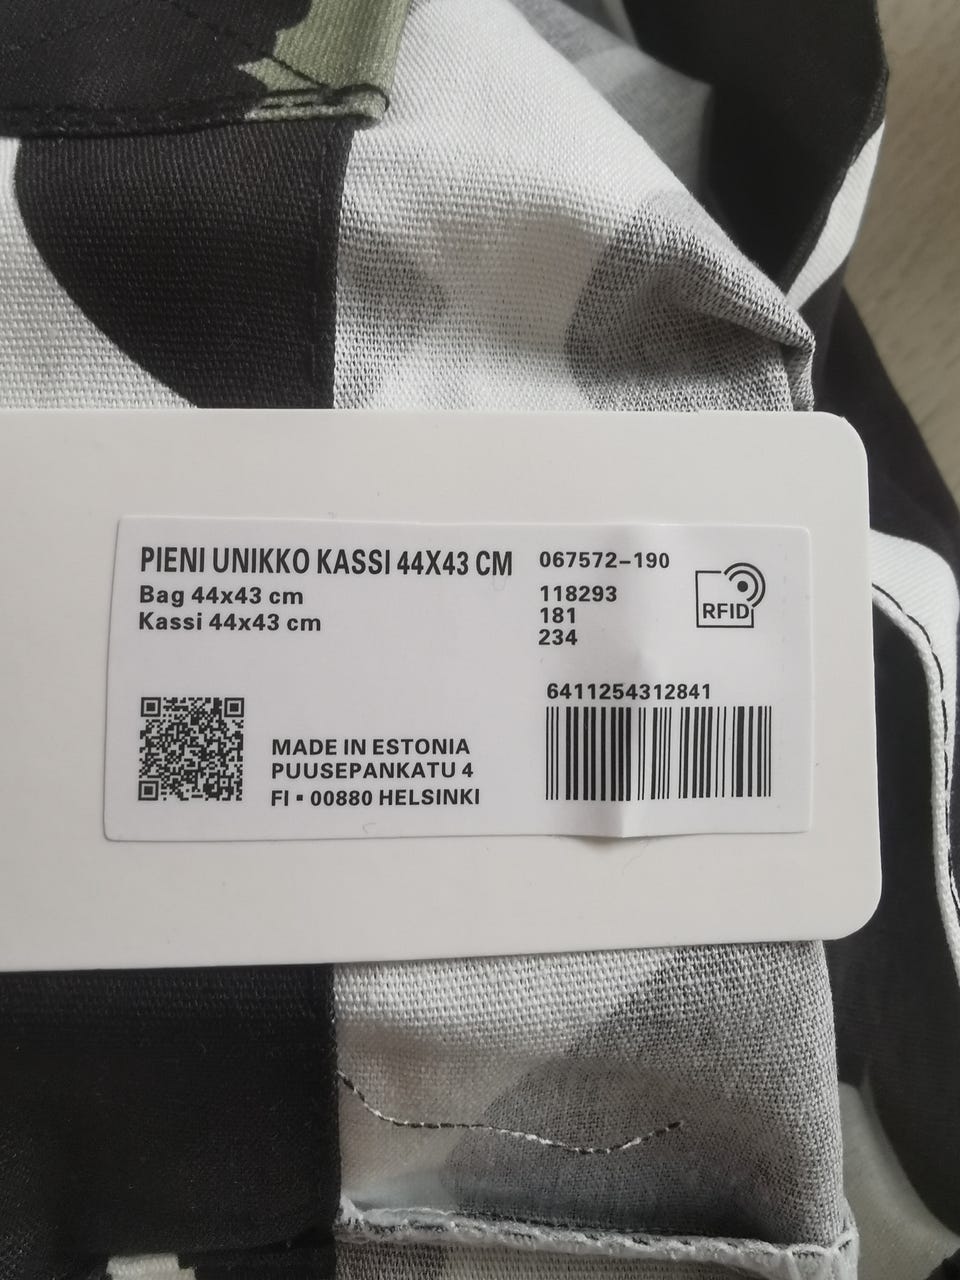 PIENI UNIKKO KASSI 44X43 CM
Bag 44x43 cm
Kassi 44x43 cm
067572-190
118293
181
234
RFID
6411254312841
MADE IN ESTONIA
PUUSEPANKATU 4
FI ▪ 00880 HELSINKI